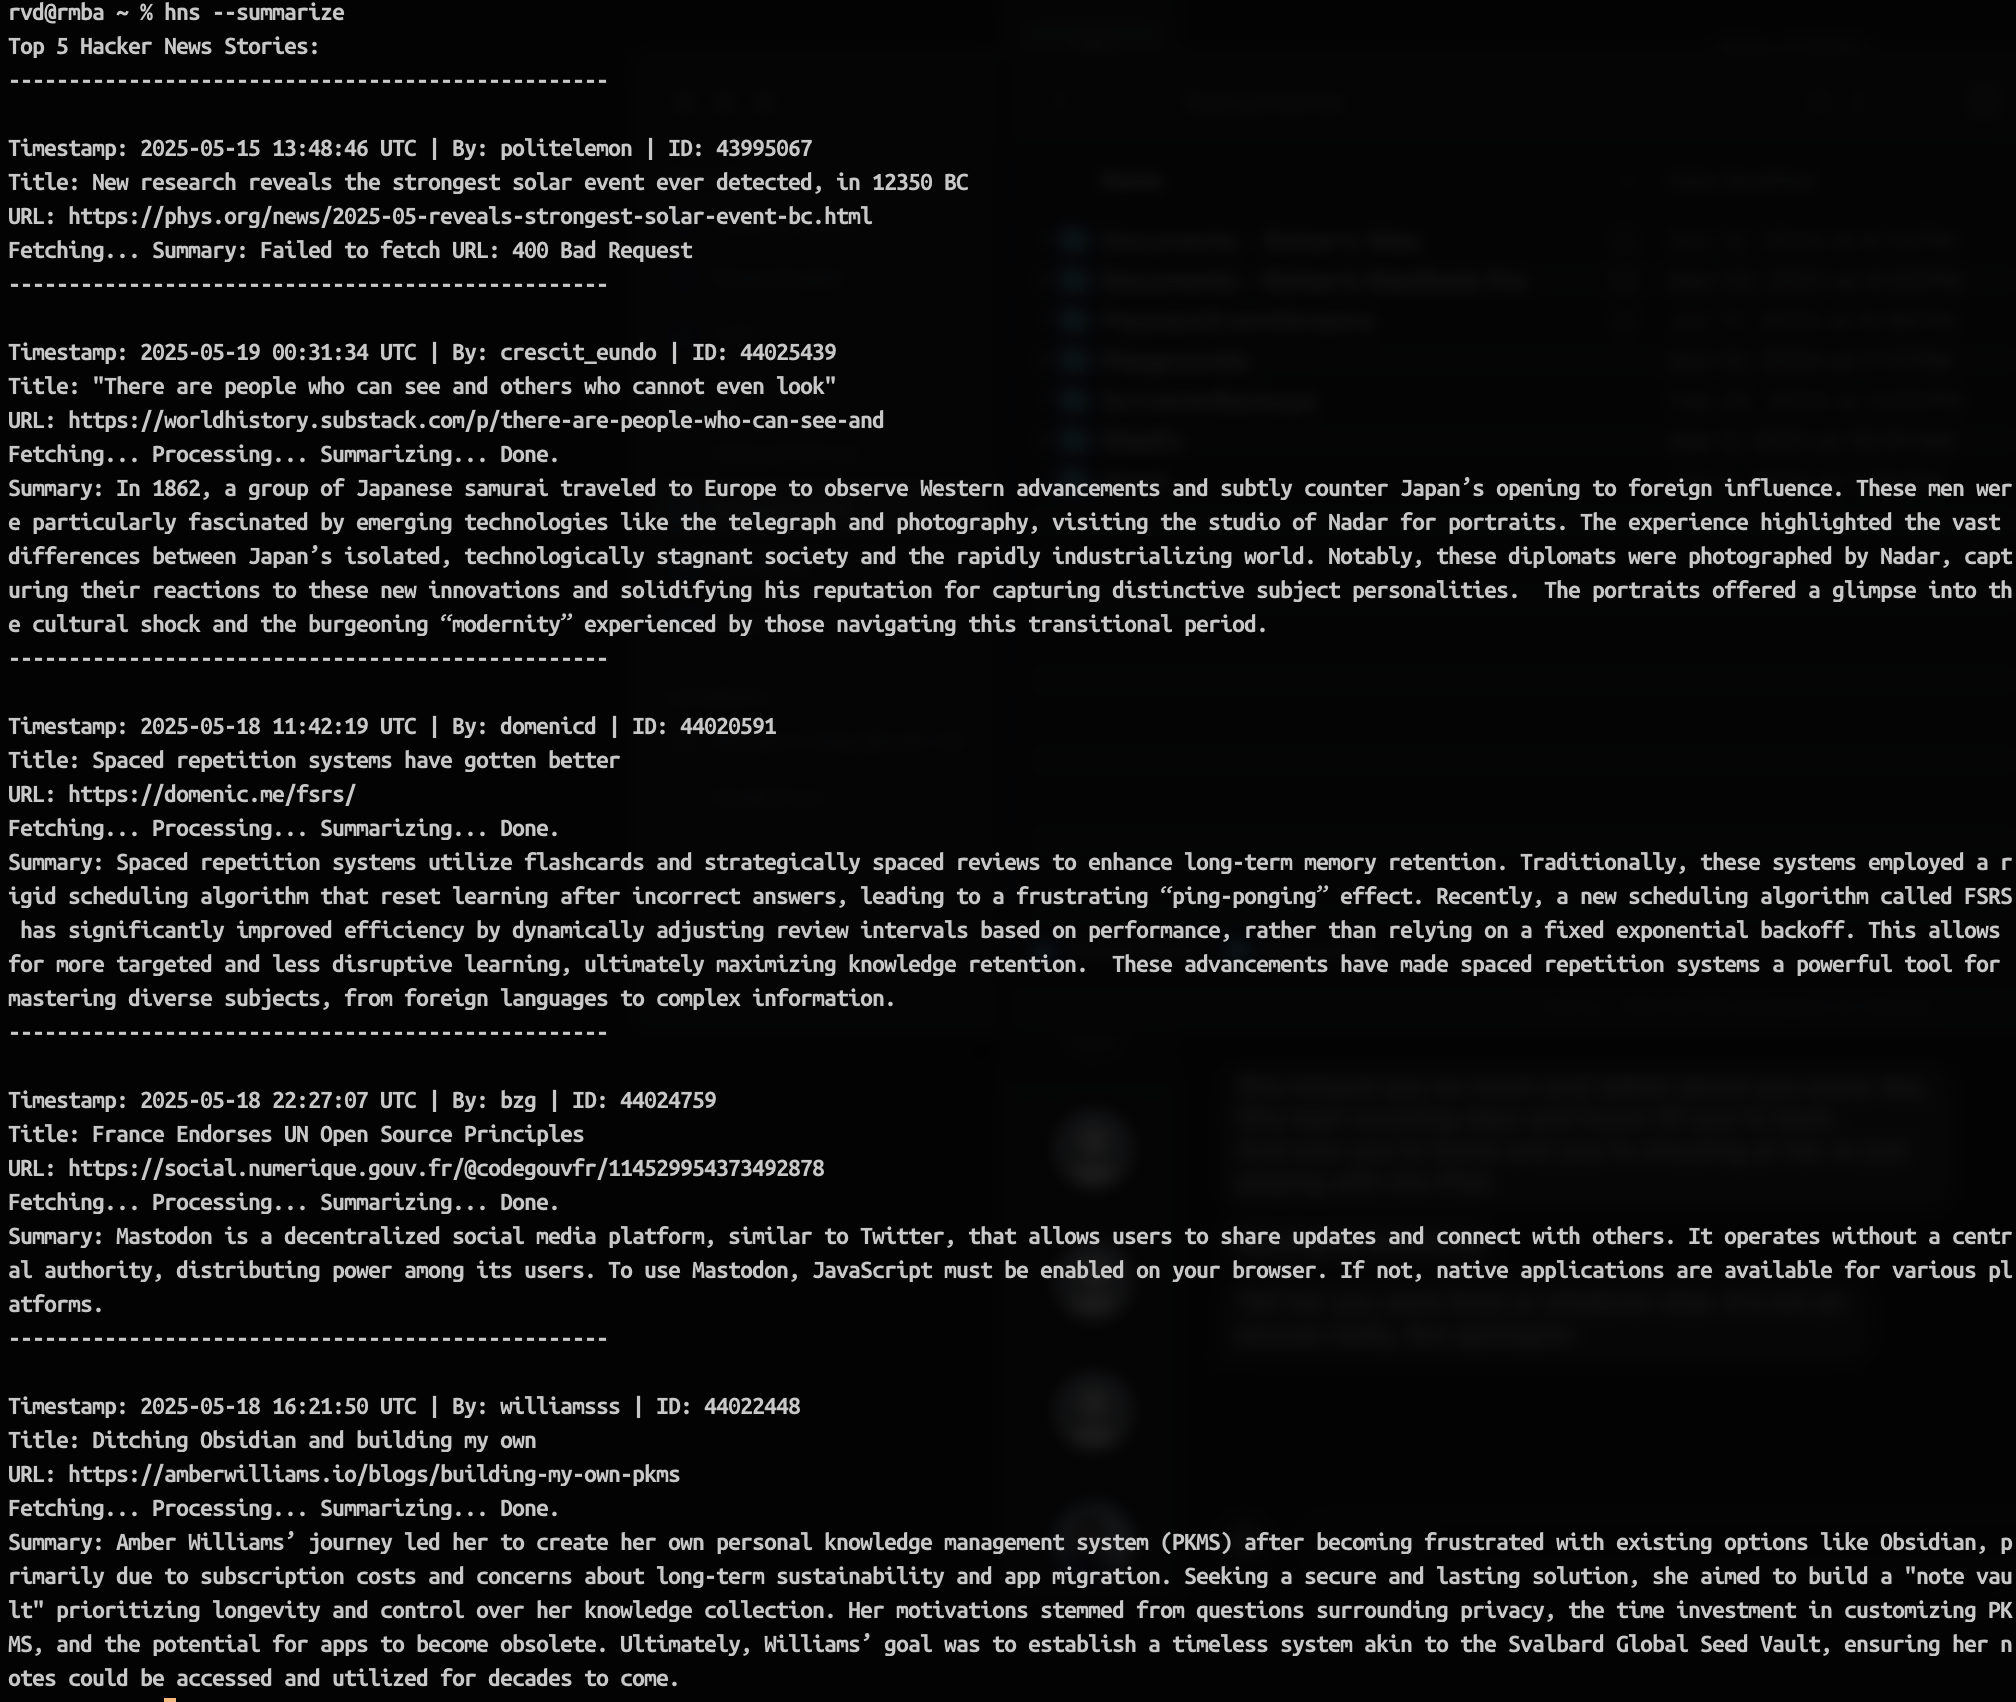 rvd@rmba ~ % hns --summarize
Top 5 Hacker News Stories:
--------------------------------------------------
Timestamp: 2025-05-15 13:48:46 UTC | By: politelemon | ID: 43995067
Title: New research reveals the strongest solar event ever detected, in 12350 BC
URL: https://phys.org/news/2025-05-reveals-strongest-solar-event-bc.html
Fetching... Summary: Failed to fetch URL: 400 Bad Request
--------------------------------------------------
Timestamp: 2025-05-19 00:31:34 UTC | By: crescit_eundo | ID: 44025439
Title: "There are people who can see and others who cannot even look"
URL: https://worldhistory.substack.com/p/there-are-people-who-can-see-and
Fetching... Processing... Summarizing... Done.
Summary: In 1862, a group of Japanese samurai traveled to Europe to observe Western advancements and subtly counter Japan’s opening to foreign influence. These men wer
e particularly fascinated by emerging technologies like the telegraph and photography, visiting the studio of Nadar for portraits. The experience highlighted the vast
differences between Japan’s isolated, technologically stagnant society and the rapidly industrializing world. Notably, these diplomats were photographed by Nadar, capt
uring their reactions to these new innovations and solidifying his reputation for capturing distinctive subject personalities.  The portraits offered a glimpse into th
e cultural shock and the burgeoning “modernity” experienced by those navigating this transitional period.
--------------------------------------------------
Timestamp: 2025-05-18 11:42:19 UTC | By: domenicd | ID: 44020591
Title: Spaced repetition systems have gotten better
URL: https://domenic.me/fsrs/
Fetching... Processing... Summarizing... Done.
Summary: Spaced repetition systems utilize flashcards and strategically spaced reviews to enhance long-term memory retention. Traditionally, these systems employed a r
igid scheduling algorithm that reset learning after incorrect answers, leading to a frustrating “ping-ponging” effect. Recently, a new scheduling algorithm called FSRS
 has significantly improved efficiency by dynamically adjusting review intervals based on performance, rather than relying on a fixed exponential backoff. This allows
for more targeted and less disruptive learning, ultimately maximizing knowledge retention.  These advancements have made spaced repetition systems a powerful tool for
mastering diverse subjects, from foreign languages to complex information.
--------------------------------------------------
Timestamp: 2025-05-18 22:27:07 UTC | By: bzg | ID: 44024759
Title: France Endorses UN Open Source Principles
URL: https://social.numerique.gouv.fr/@codegouvfr/114529954373492878
Fetching... Processing... Summarizing... Done.
Summary: Mastodon is a decentralized social media platform, similar to Twitter, that allows users to share updates and connect with others. It operates without a centr
al authority, distributing power among its users. To use Mastodon, JavaScript must be enabled on your browser. If not, native applications are available for various pl
atforms.
--------------------------------------------------
Timestamp: 2025-05-18 16:21:50 UTC | By: williamsss | ID: 44022448
Title: Ditching Obsidian and building my own
URL: https://amberwilliams.io/blogs/building-my-own-pkms
Fetching... Processing... Summarizing... Done.
Summary: Amber Williams’ journey led her to create her own personal knowledge management system (PKMS) after becoming frustrated with existing options like Obsidian, p
rimarily due to subscription costs and concerns about long-term sustainability and app migration. Seeking a secure and lasting solution, she aimed to build a "note vau
lt" prioritizing longevity and control over her knowledge collection. Her motivations stemmed from questions surrounding privacy, the time investment in customizing PK
MS, and the potential for apps to become obsolete. Ultimately, Williams’ goal was to establish a timeless system akin to the Svalbard Global Seed Vault, ensuring her n
otes could be accessed and utilized for decades to come.